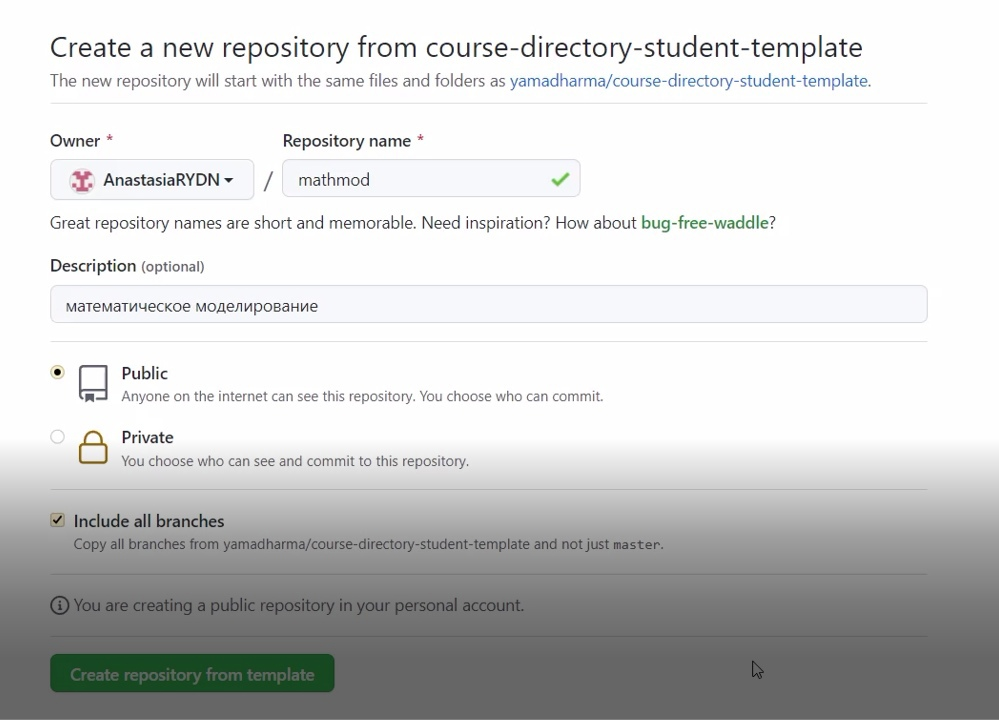 Create a new repository from course-directory-student-template
The new repository will start with the same files and folders as yamadharma/course-directory-student-template.
Owner * Repository name *
AnastasiaRYDN / mathmod
Great repository names are short and memorable. Need inspiration? How about bug-free-waddle?
Description (optional)
математическое моделирование
Public
Anyone on the internet can see this repository. You choose who can commit.
Private
You choose who can see and commit to this repository.
Include all branches
Copy all branches from yamadharma/course-directory-student-template and not just master.
You are creating a public repository in your personal account.
Create repository from template